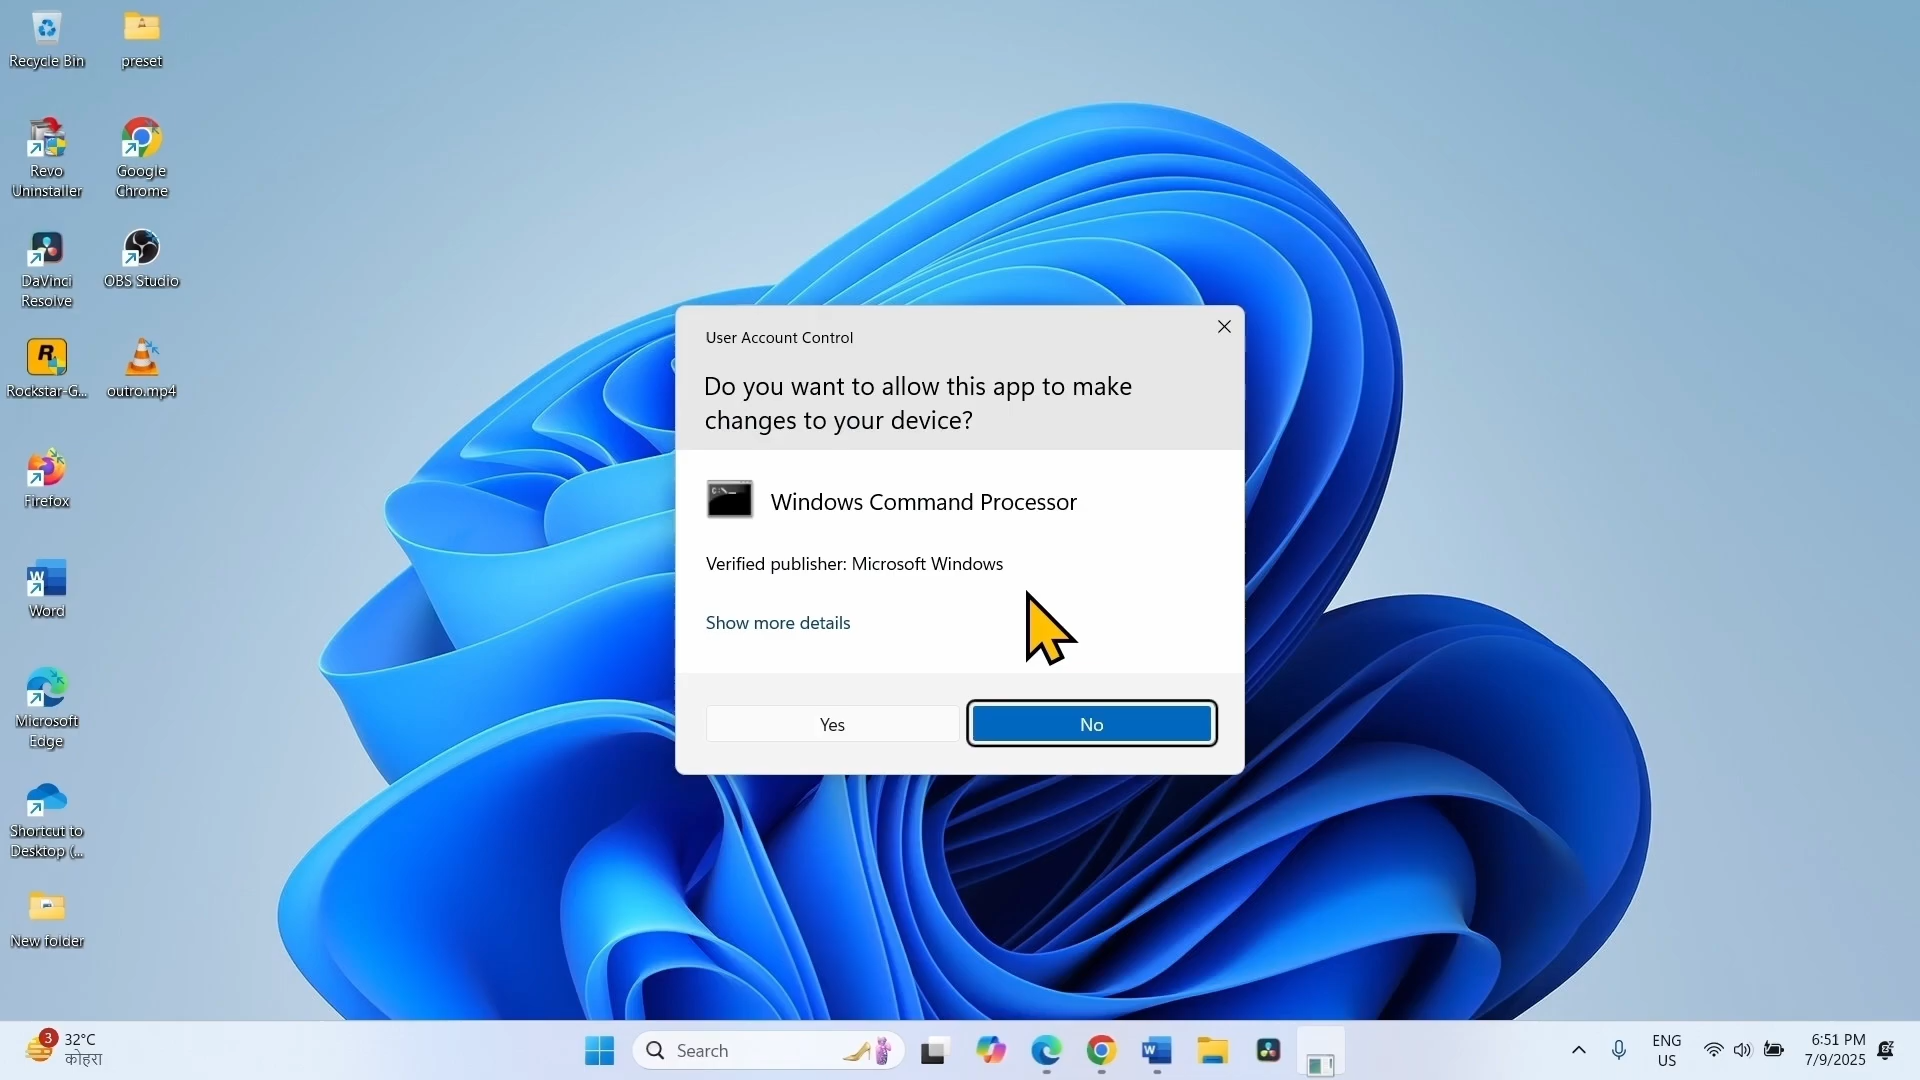 Recycle Bin
preset
Revo
Uninstaller
Google
Chrome
DaVinci
Resolve
OBS Studio
Rockstar-G...
outro.mp4
Firefox
Word
Microsoft
Edge
Shortcut to
Desktop (...
New folder
User Account Control
Do you want to allow this app to make
changes to your device?
C:\_
Windows Command Processor
Verified publisher: Microsoft Windows
Show more details
Yes
No
3
32°C
कोहरा
Search
ENG
US
6:51 PM
7/9/2025